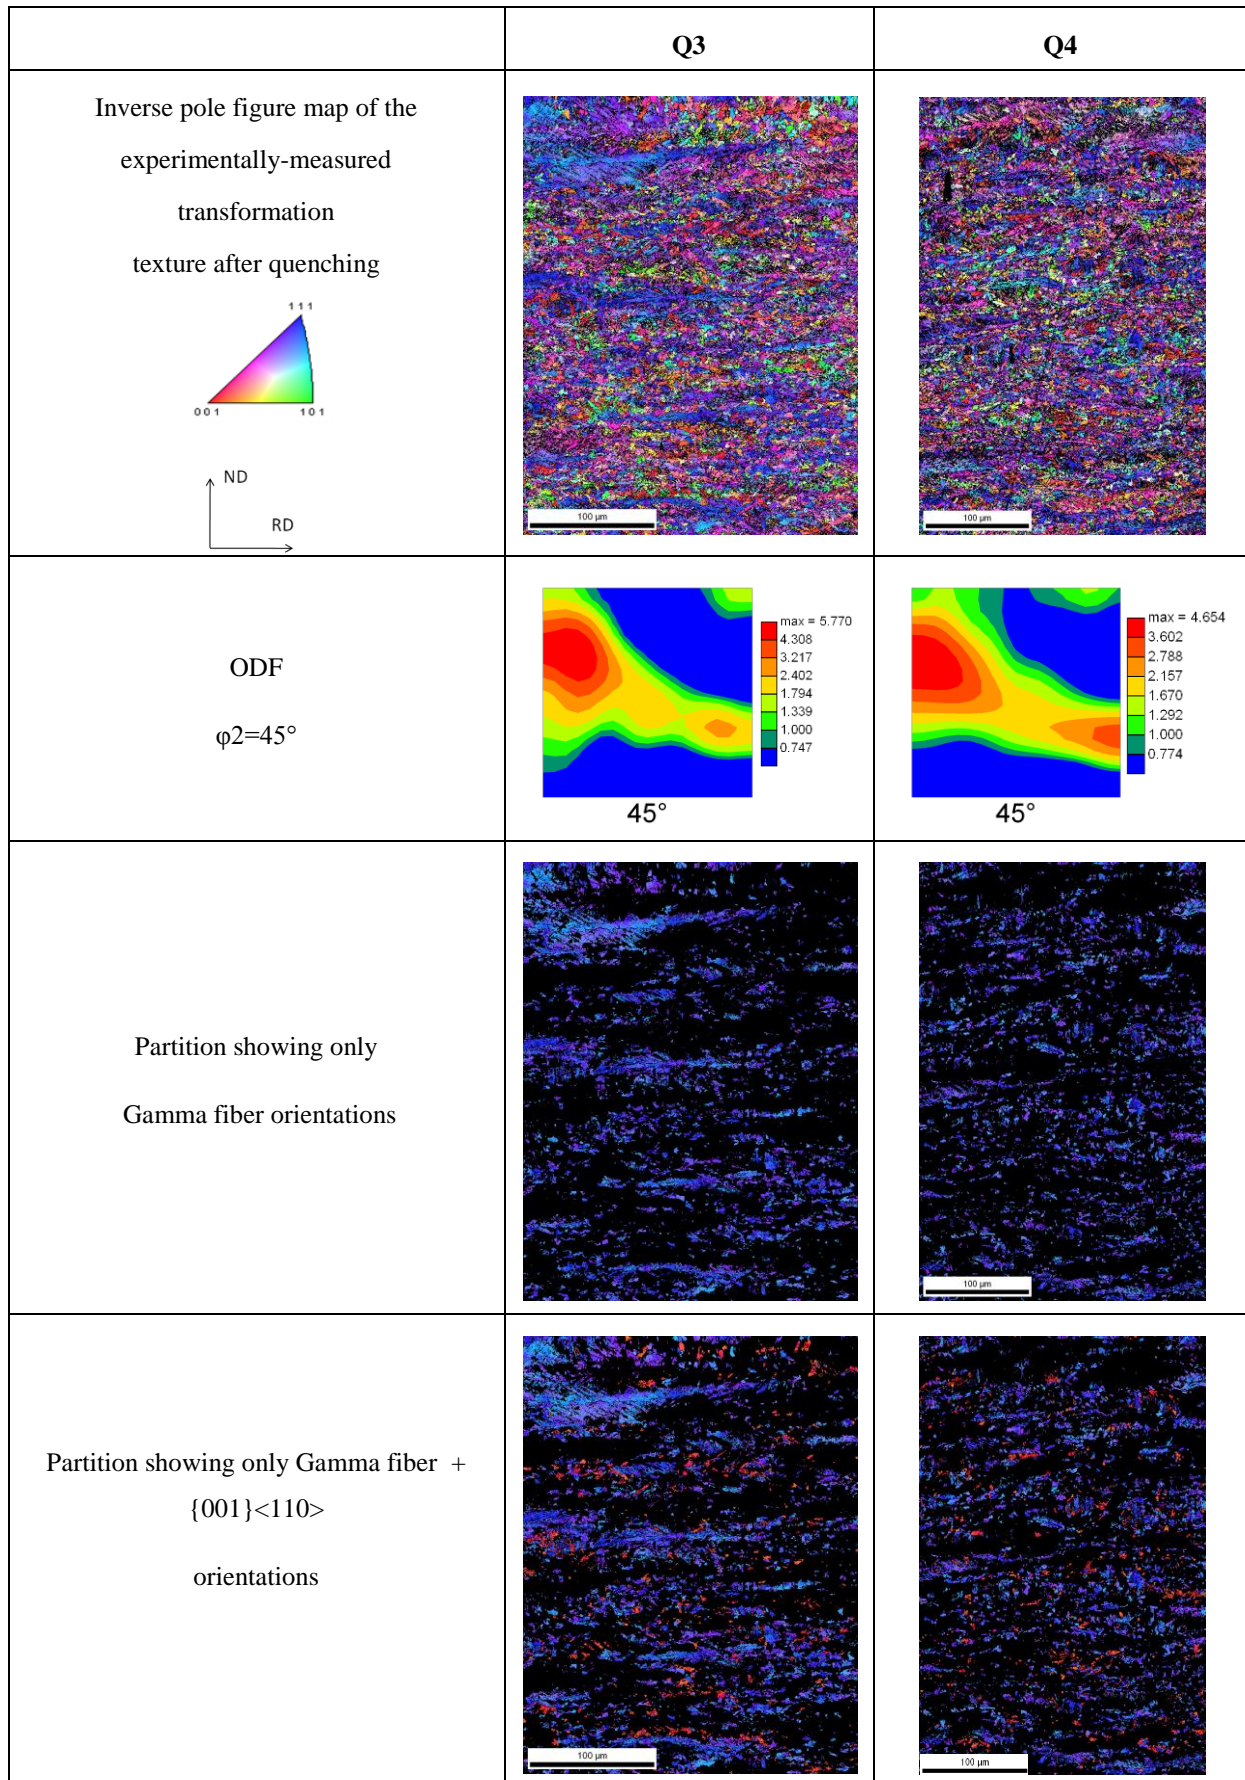 Q3
Q4
Inverse pole figure map of the
experimentally-measured
transformation
texture after quenching
111
001
101
ND
RD
100 µm
100 µm
ODF
φ2=45°
max = 5.770
4.308
3.217
2.402
1.794
1.339
1.000
0.747
45°
max = 4.654
3.602
2.788
2.157
1.670
1.292
1.000
0.774
45°
Partition showing only
Gamma fiber orientations
100 µm
Partition showing only Gamma fiber +
{001}<110>
orientations
100 µm
100 µm